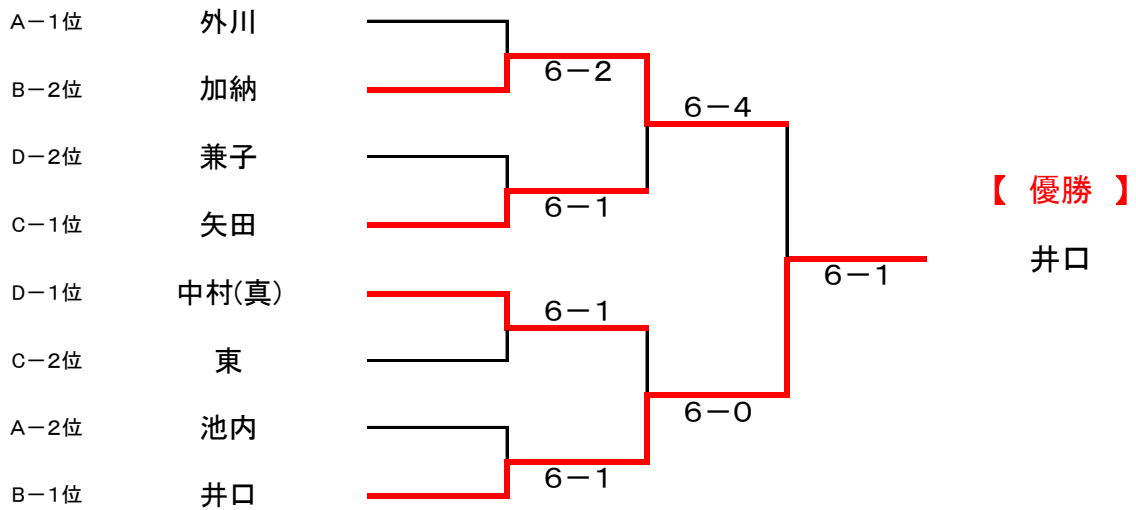 A－1位 外川
6－2
B－2位 加納
6－4
D－2位 兼子
【 優勝 】
6－1
C－1位 矢田
井口
6－1
D－1位 中村(真)
6－1
C－2位 東
6－0
A－2位 池内
6－1
B－1位 井口